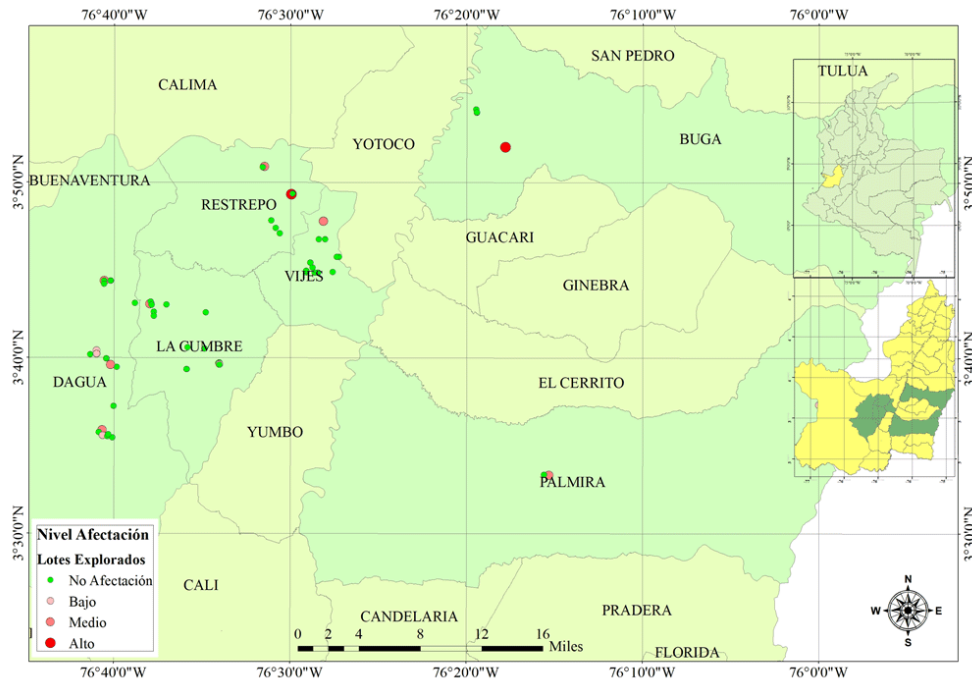 76°40'0"W 76°30'0"W 76°20'0"W 76°10'0"W 76°0'0"W
SAN PEDRO
TULUA
CALIMA
YOTOCO
BUGA
3°50'0"N
3°50'0"N
BUENAVENTURA
RESTREPO
GUACARI
VIJES
GINEBRA
LA CUMBRE
3°40'0"N
3°40'0"N
DAGUA
EL CERRITO
YUMBO
PALMIRA
3°30'0"N
3°30'0"N
Nivel Afectación
Lotes Explorados
No Afectación
Bajo
Medio
Alto
CALI
CANDELARIA
PRADERA
FLORIDA
0 2 4 8 12 16
Miles
N
W E
S
76°40'0"W 76°30'0"W 76°20'0"W 76°10'0"W 76°0'0"W